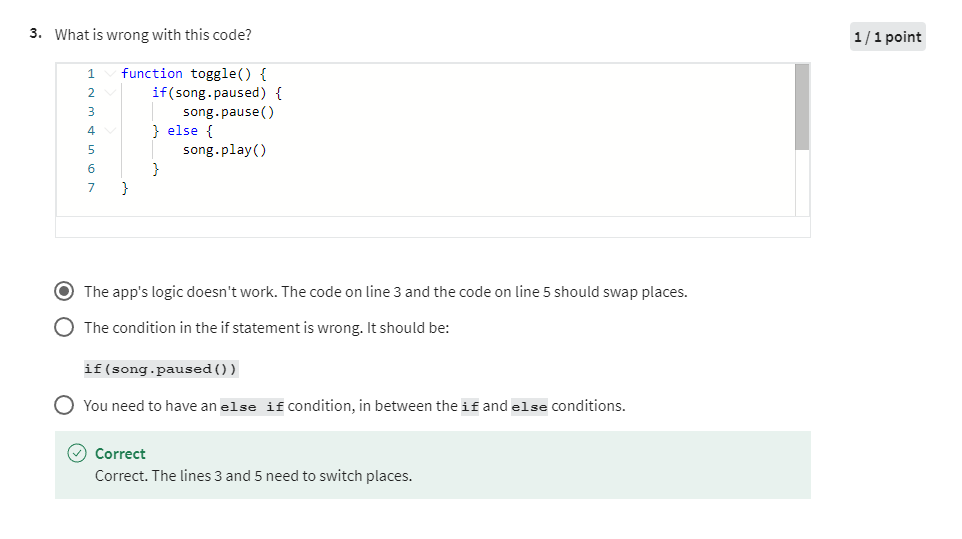 3. What is wrong with this code?
1 / 1 point
1 function toggle() {
2 if(song.paused) {
3 song.pause()
4 } else {
5 song.play()
6 }
7 }
The app's logic doesn't work. The code on line 3 and the code on line 5 should swap places.
The condition in the if statement is wrong. It should be:
if(song.paused())
You need to have an else if condition, in between the if and else conditions.
Correct
Correct. The lines 3 and 5 need to switch places.